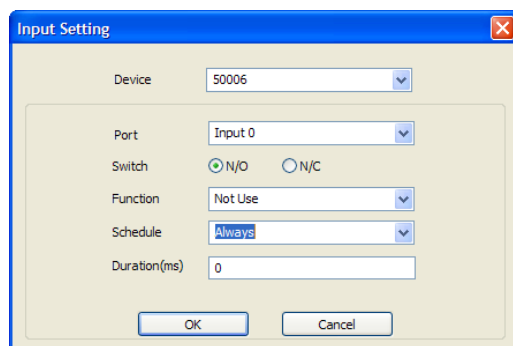 Input Setting
Device 50006
Port Input 0
Switch N/O N/C
Function Not Use
Schedule Always
Duration(ms) 0
OK Cancel